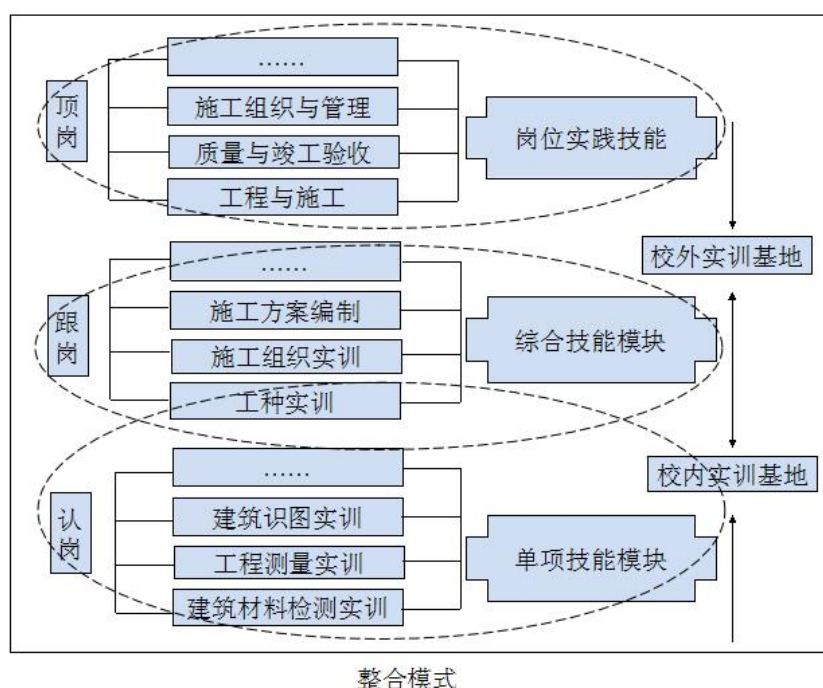 顶岗
……
施工组织与管理
质量与竣工验收
工程与施工
岗位实践技能
校外实训基地
跟岗
……
施工方案编制
施工组织实训
工种实训
综合技能模块
校内实训基地
认岗
……
建筑识图实训
工程测量实训
建筑材料检测实训
单项技能模块
整合模式